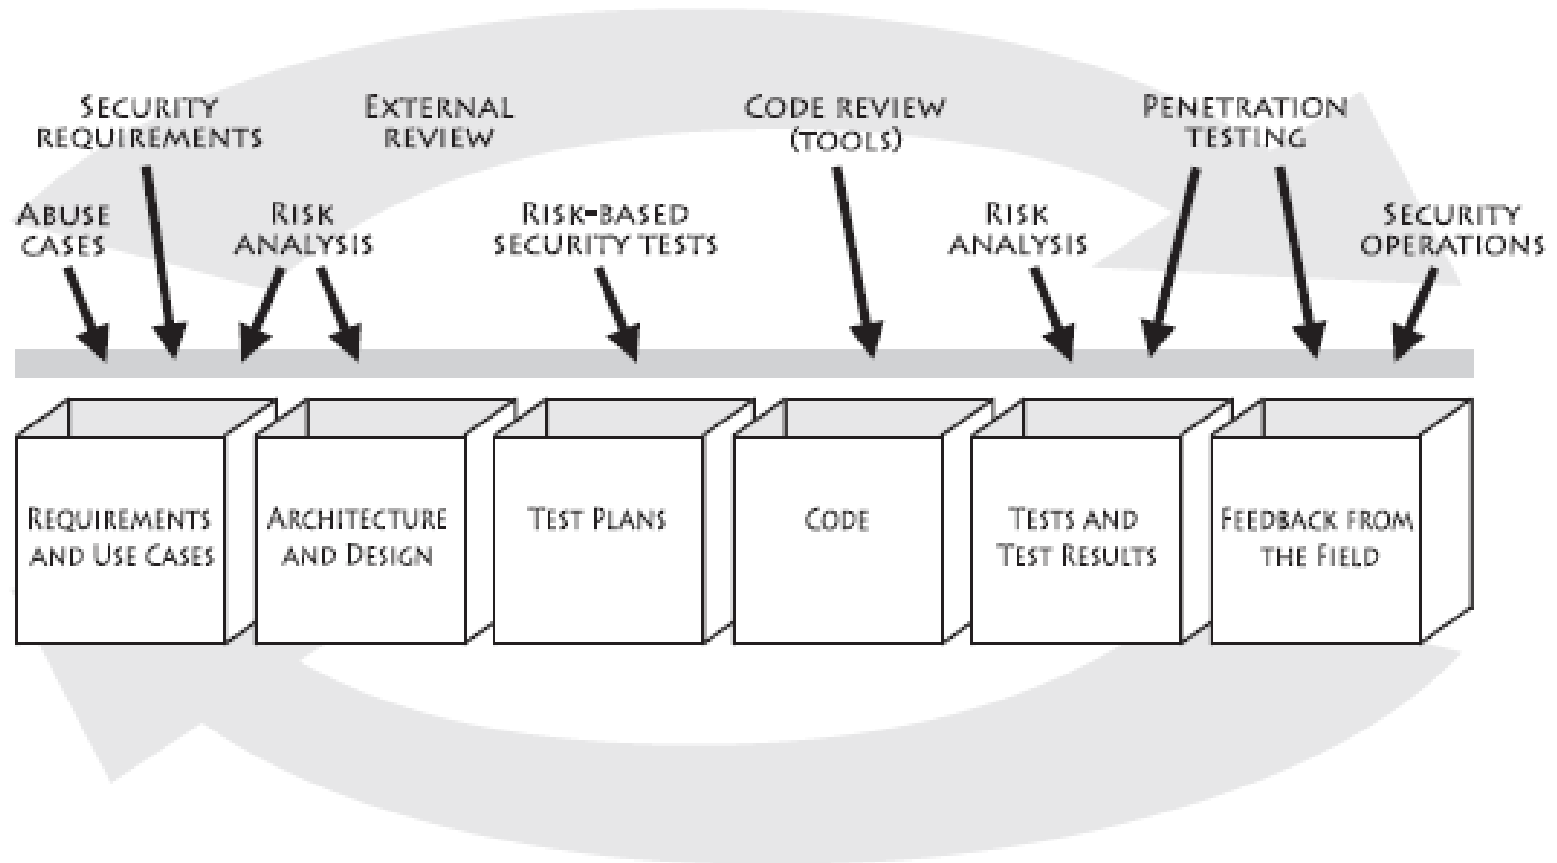 SECURITY
REQUIREMENTS
EXTERNAL
REVIEW
CODE REVIEW
(TOOLS)
PENETRATION
TESTING
ABUSE
CASES
RISK
ANALYSIS
RISK-BASED
SECURITY TESTS
RISK
ANALYSIS
SECURITY
OPERATIONS
REQUIREMENTS
AND USE CASES
ARCHITECTURE
AND DESIGN
TEST PLANS
CODE
TESTS AND
TEST RESULTS
FEEDBACK FROM
THE FIELD